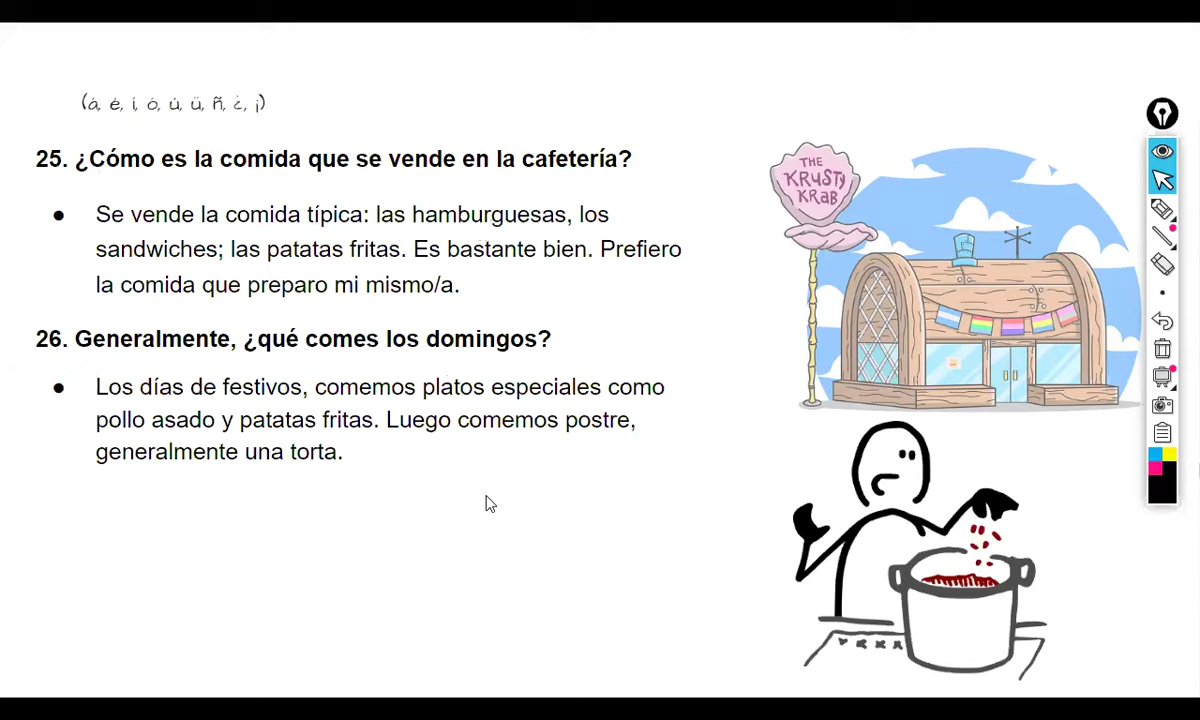 (á, é, í, ó, ú, ü, ñ, ¿, ¡)
25. ¿Cómo es la comida que se vende en la cafetería?
● Se vende la comida típica: las hamburguesas, los
sandwiches; las patatas fritas. Es bastante bien. Prefiero
la comida que preparo mi mismo/a.
26. Generalmente, ¿qué comes los domingos?
● Los días de festivos, comemos platos especiales como
pollo asado y patatas fritas. Luego comemos postre,
generalmente una torta.
THE
KRUSTY
KRAB